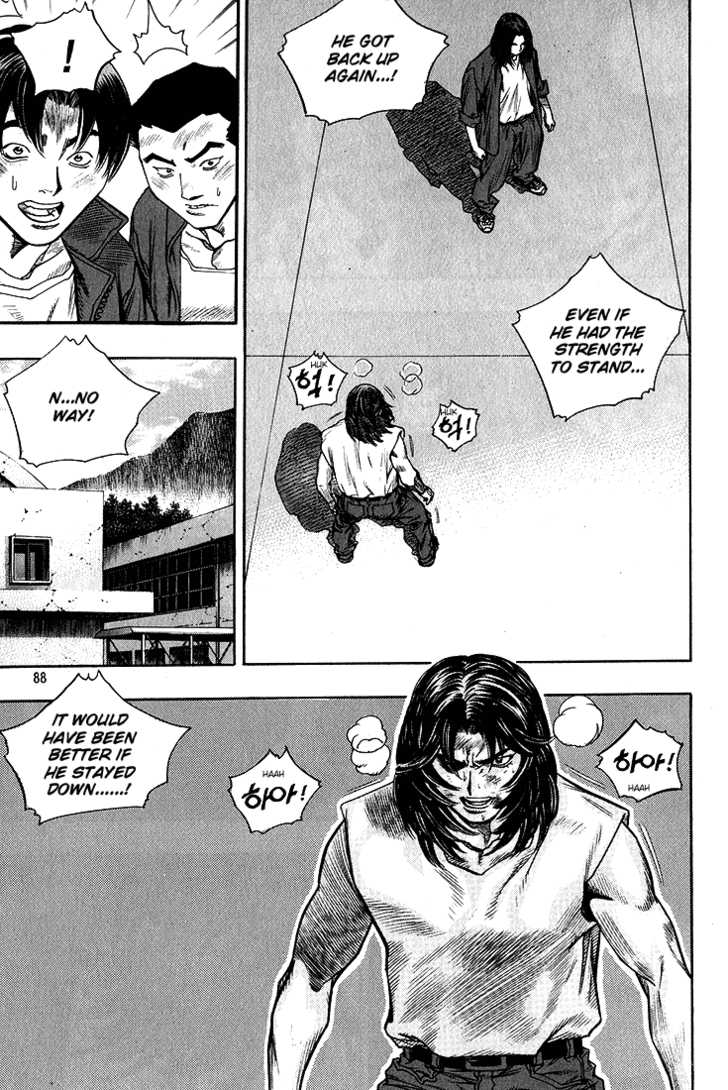 !
N...NO
WAY!
HE GOT
BACK UP
AGAIN...!
EVEN IF
HE HAD THE
STRENGTH
TO STAND...
HUK
헉!
HUK
헉!
88
IT WOULD
HAVE BEEN
BETTER IF
HE STAYED
DOWN......!
HAAH
하아!
하아!
HAAH